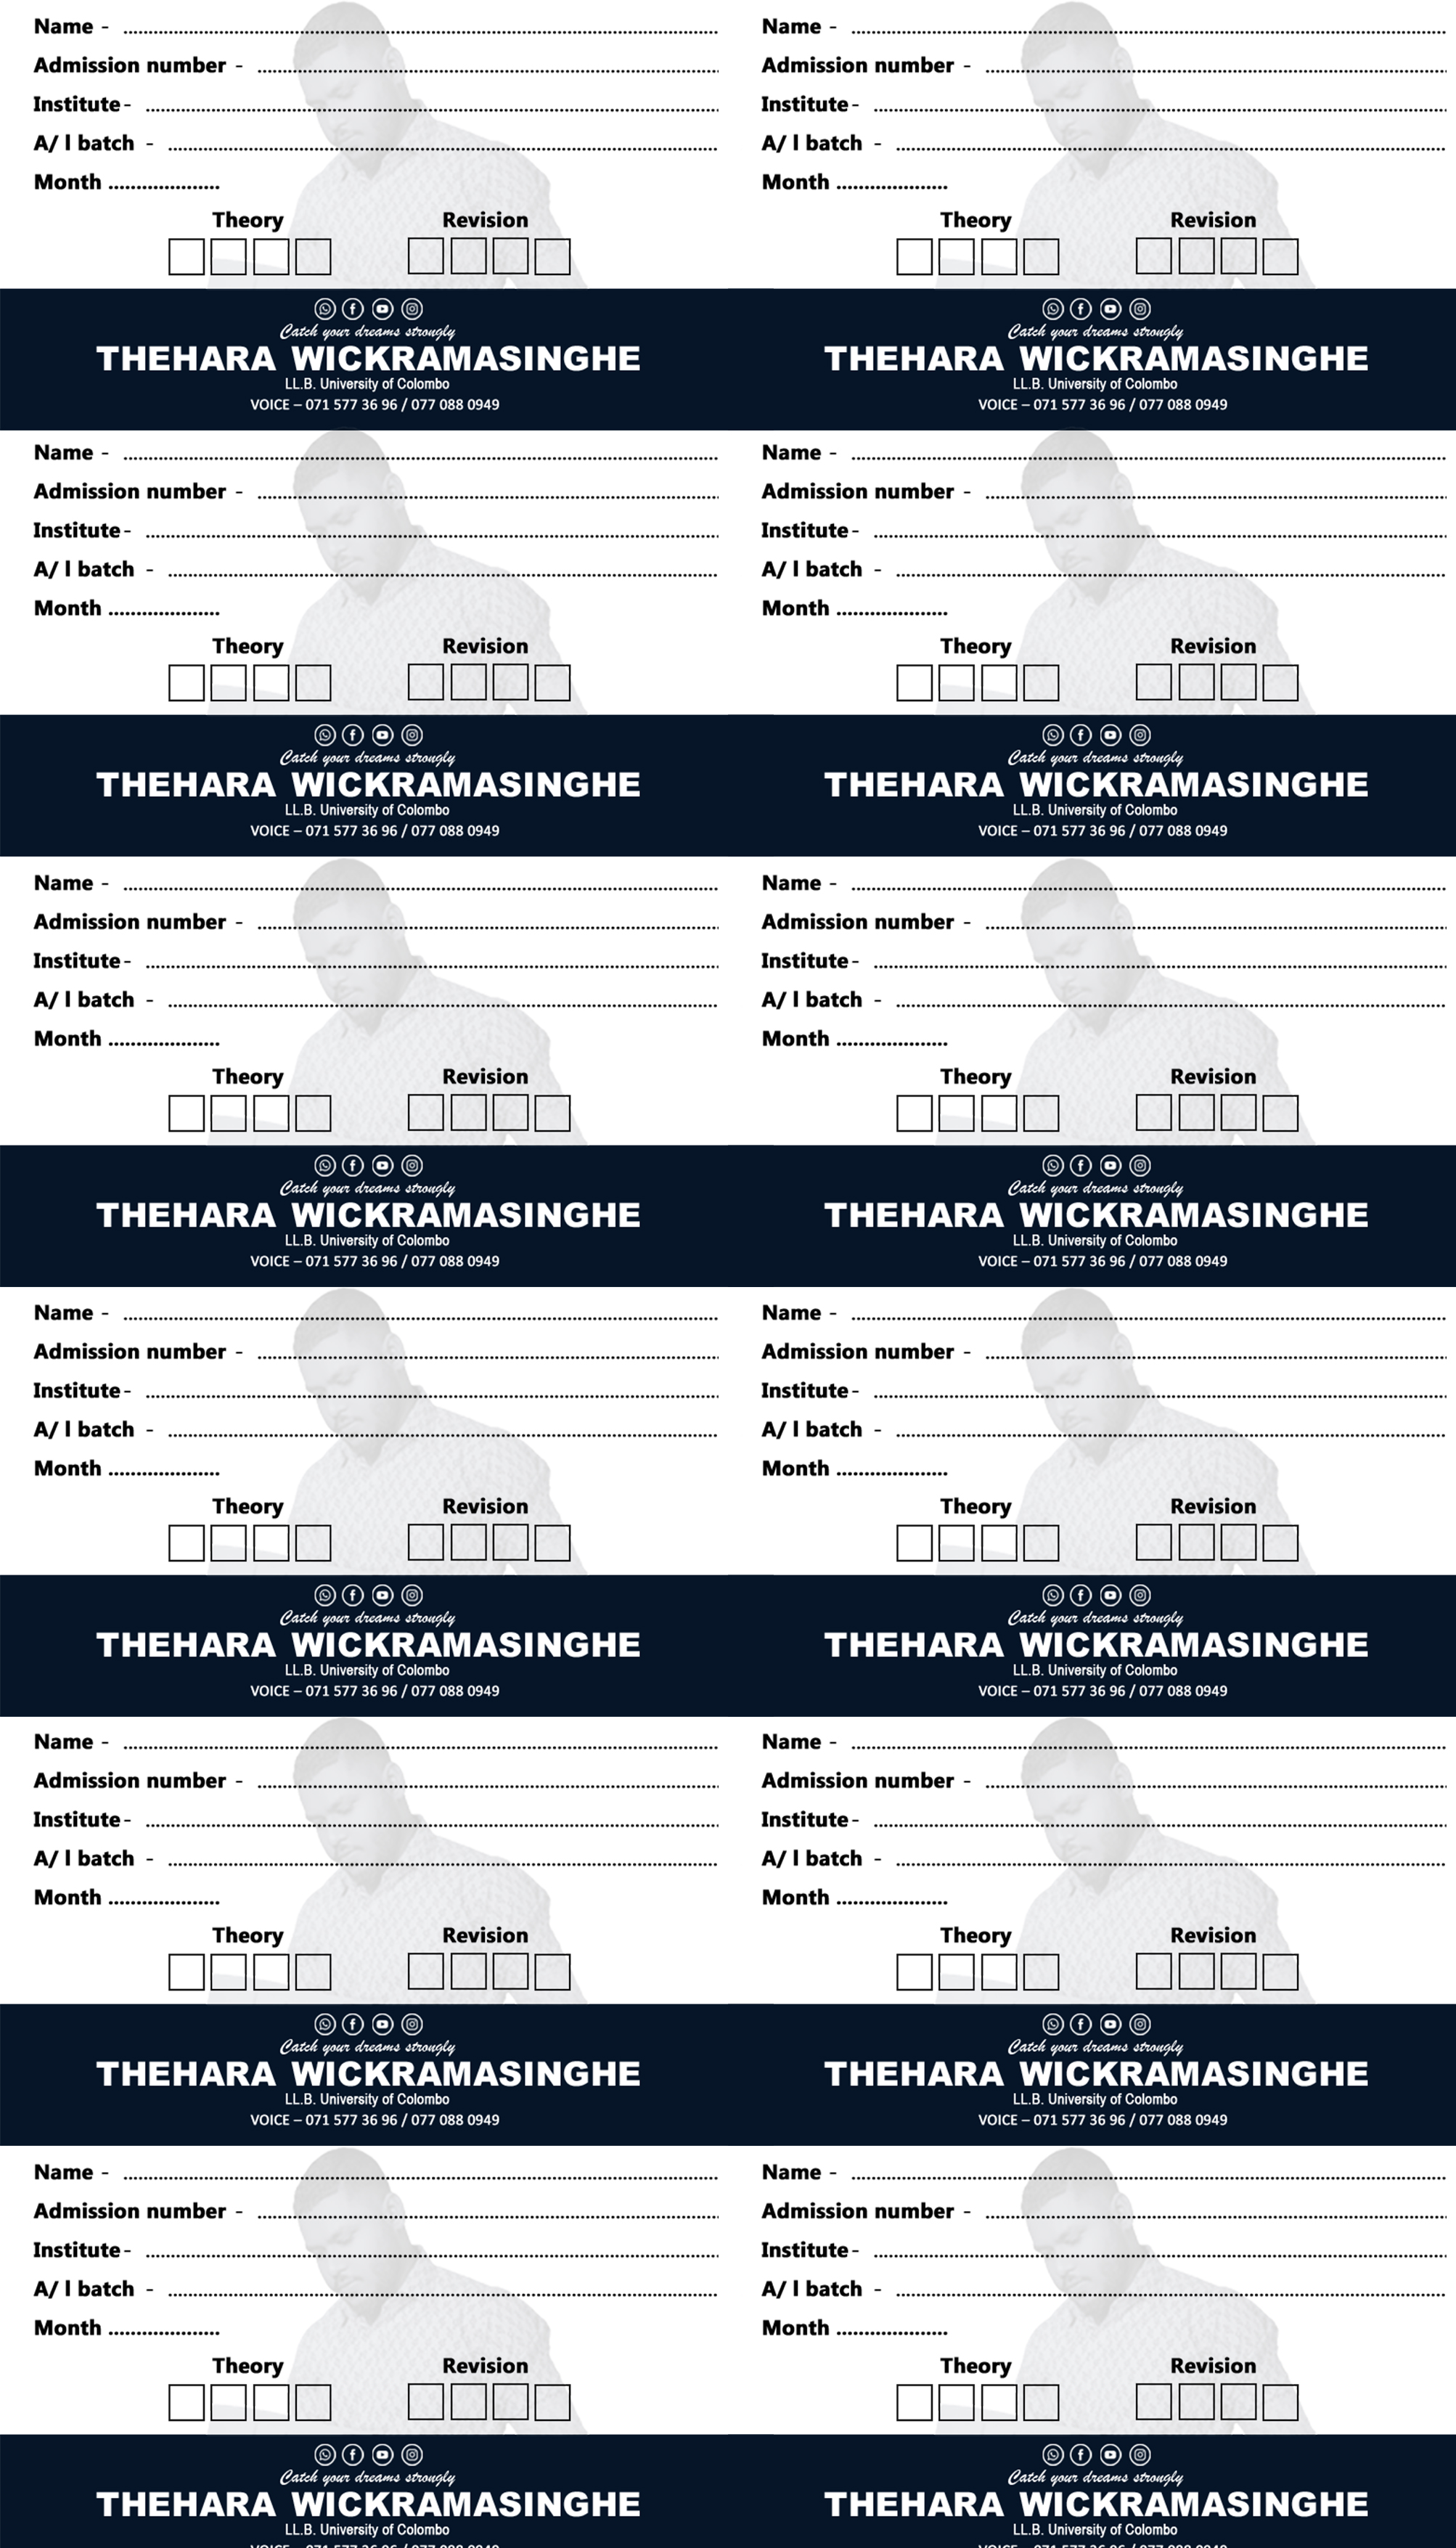 Name - ....................
Admission number - ....................
Institute - ....................
A/ l batch - ....................
Month ....................
Theory Revision
Catch your dreams strongly
THEHARA WICKRAMASINGHE
LL.B. University of Colombo
VOICE – 071 577 36 96 / 077 088 0949
Name - ....................
Admission number - ....................
Institute - ....................
A/ l batch - ....................
Month ....................
Theory Revision
Catch your dreams strongly
THEHARA WICKRAMASINGHE
LL.B. University of Colombo
VOICE – 071 577 36 96 / 077 088 0949
Name - ....................
Admission number - ....................
Institute - ....................
A/ l batch - ....................
Month ....................
Theory Revision
Catch your dreams strongly
THEHARA WICKRAMASINGHE
LL.B. University of Colombo
VOICE – 071 577 36 96 / 077 088 0949
Name - ....................
Admission number - ....................
Institute - ....................
A/ l batch - ....................
Month ....................
Theory Revision
Catch your dreams strongly
THEHARA WICKRAMASINGHE
LL.B. University of Colombo
VOICE – 071 577 36 96 / 077 088 0949
Name - ....................
Admission number - ....................
Institute - ....................
A/ l batch - ....................
Month ....................
Theory Revision
Catch your dreams strongly
THEHARA WICKRAMASINGHE
LL.B. University of Colombo
VOICE – 071 577 36 96 / 077 088 0949
Name - ....................
Admission number - ....................
Institute - ....................
A/ l batch - ....................
Month ....................
Theory Revision
Catch your dreams strongly
THEHARA WICKRAMASINGHE
LL.B. University of Colombo
VOICE – 071 577 36 96 / 077 088 0949
Name - ....................
Admission number - ....................
Institute - ....................
A/ l batch - ....................
Month ....................
Theory Revision
Catch your dreams strongly
THEHARA WICKRAMASINGHE
LL.B. University of Colombo
VOICE – 071 577 36 96 / 077 088 0949
Name - ....................
Admission number - ....................
Institute - ....................
A/ l batch - ....................
Month ....................
Theory Revision
Catch your dreams strongly
THEHARA WICKRAMASINGHE
LL.B. University of Colombo
VOICE – 071 577 36 96 / 077 088 0949
Name - ....................
Admission number - ....................
Institute - ....................
A/ l batch - ....................
Month ....................
Theory Revision
Catch your dreams strongly
THEHARA WICKRAMASINGHE
LL.B. University of Colombo
VOICE – 071 577 36 96 / 077 088 0949
Name - ....................
Admission number - ....................
Institute - ....................
A/ l batch - ....................
Month ....................
Theory Revision
Catch your dreams strongly
THEHARA WICKRAMASINGHE
LL.B. University of Colombo
VOICE – 071 577 36 96 / 077 088 0949
Name - ....................
Admission number - ....................
Institute - ....................
A/ l batch - ....................
Month ....................
Theory Revision
Catch your dreams strongly
THEHARA WICKRAMASINGHE
LL.B. University of Colombo
Name - ....................
Admission number - ....................
Institute - ....................
A/ l batch - ....................
Month ....................
Theory Revision
Catch your dreams strongly
THEHARA WICKRAMASINGHE
LL.B. University of Colombo